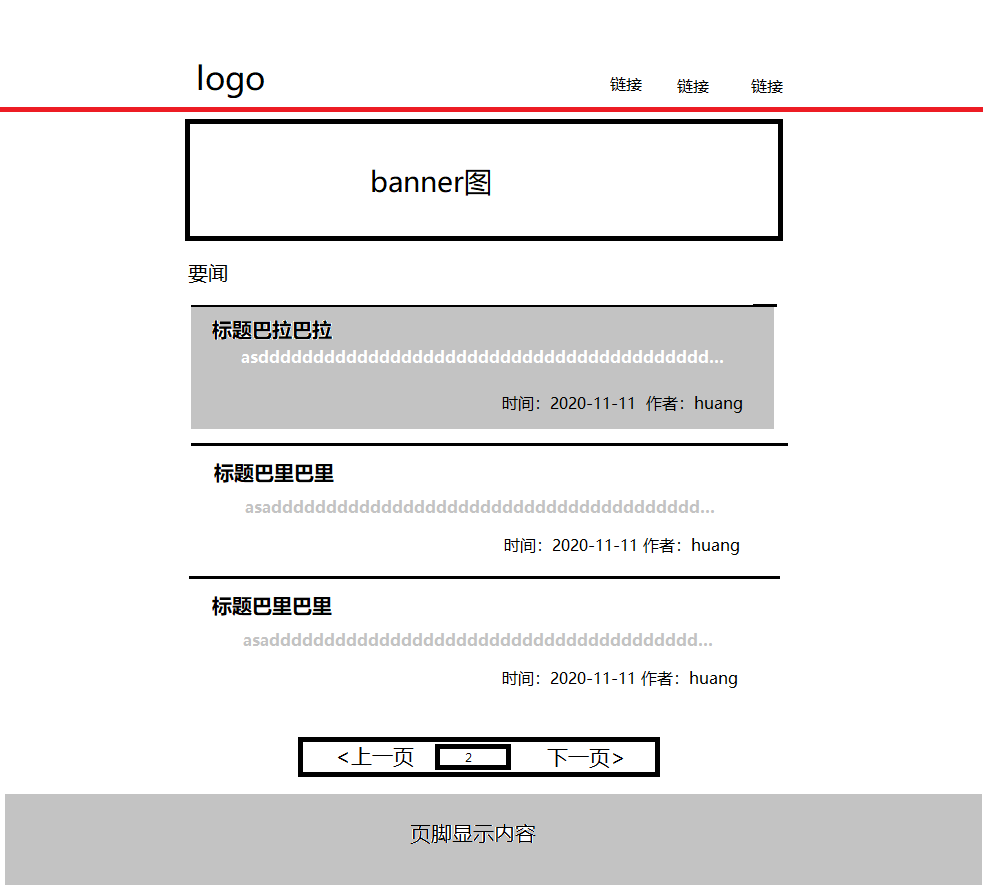 logo 链接 链接 链接
banner图
要闻
标题巴拉巴拉
asddddddddddddddddddddddddddddddddddddddddd...
时间：2020-11-11 作者：huang
标题巴里巴里
asadddddddddddddddddddddddddddddddddddddd...
时间：2020-11-11 作者：huang
标题巴里巴里
asadddddddddddddddddddddddddddddddddddddd...
时间：2020-11-11 作者：huang
<上一页 2 下一页>
页脚显示内容